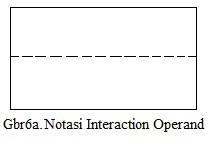 Gbr6a. Notasi Interaction Operand